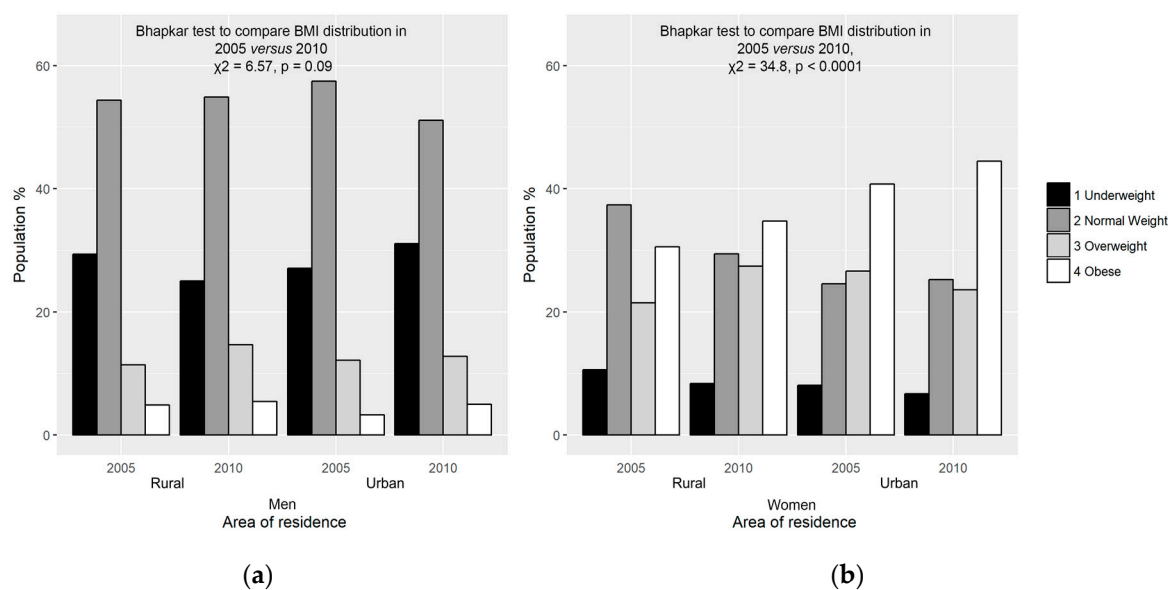 Bhapkar test to compare BMI distribution in
2005 versus 2010
χ2 = 6.57, p = 0.09
60
40
20
0
Population %
2005 2010 2005 2010
Rural Urban
Men
Area of residence
(a)
Bhapkar test to compare BMI distribution in
2005 versus 2010,
χ2 = 34.8, p < 0.0001
60
40
20
0
Population %
2005 2010 2005 2010
Rural Urban
Women
Area of residence
(b)
1 Underweight
2 Normal Weight
3 Overweight
4 Obese